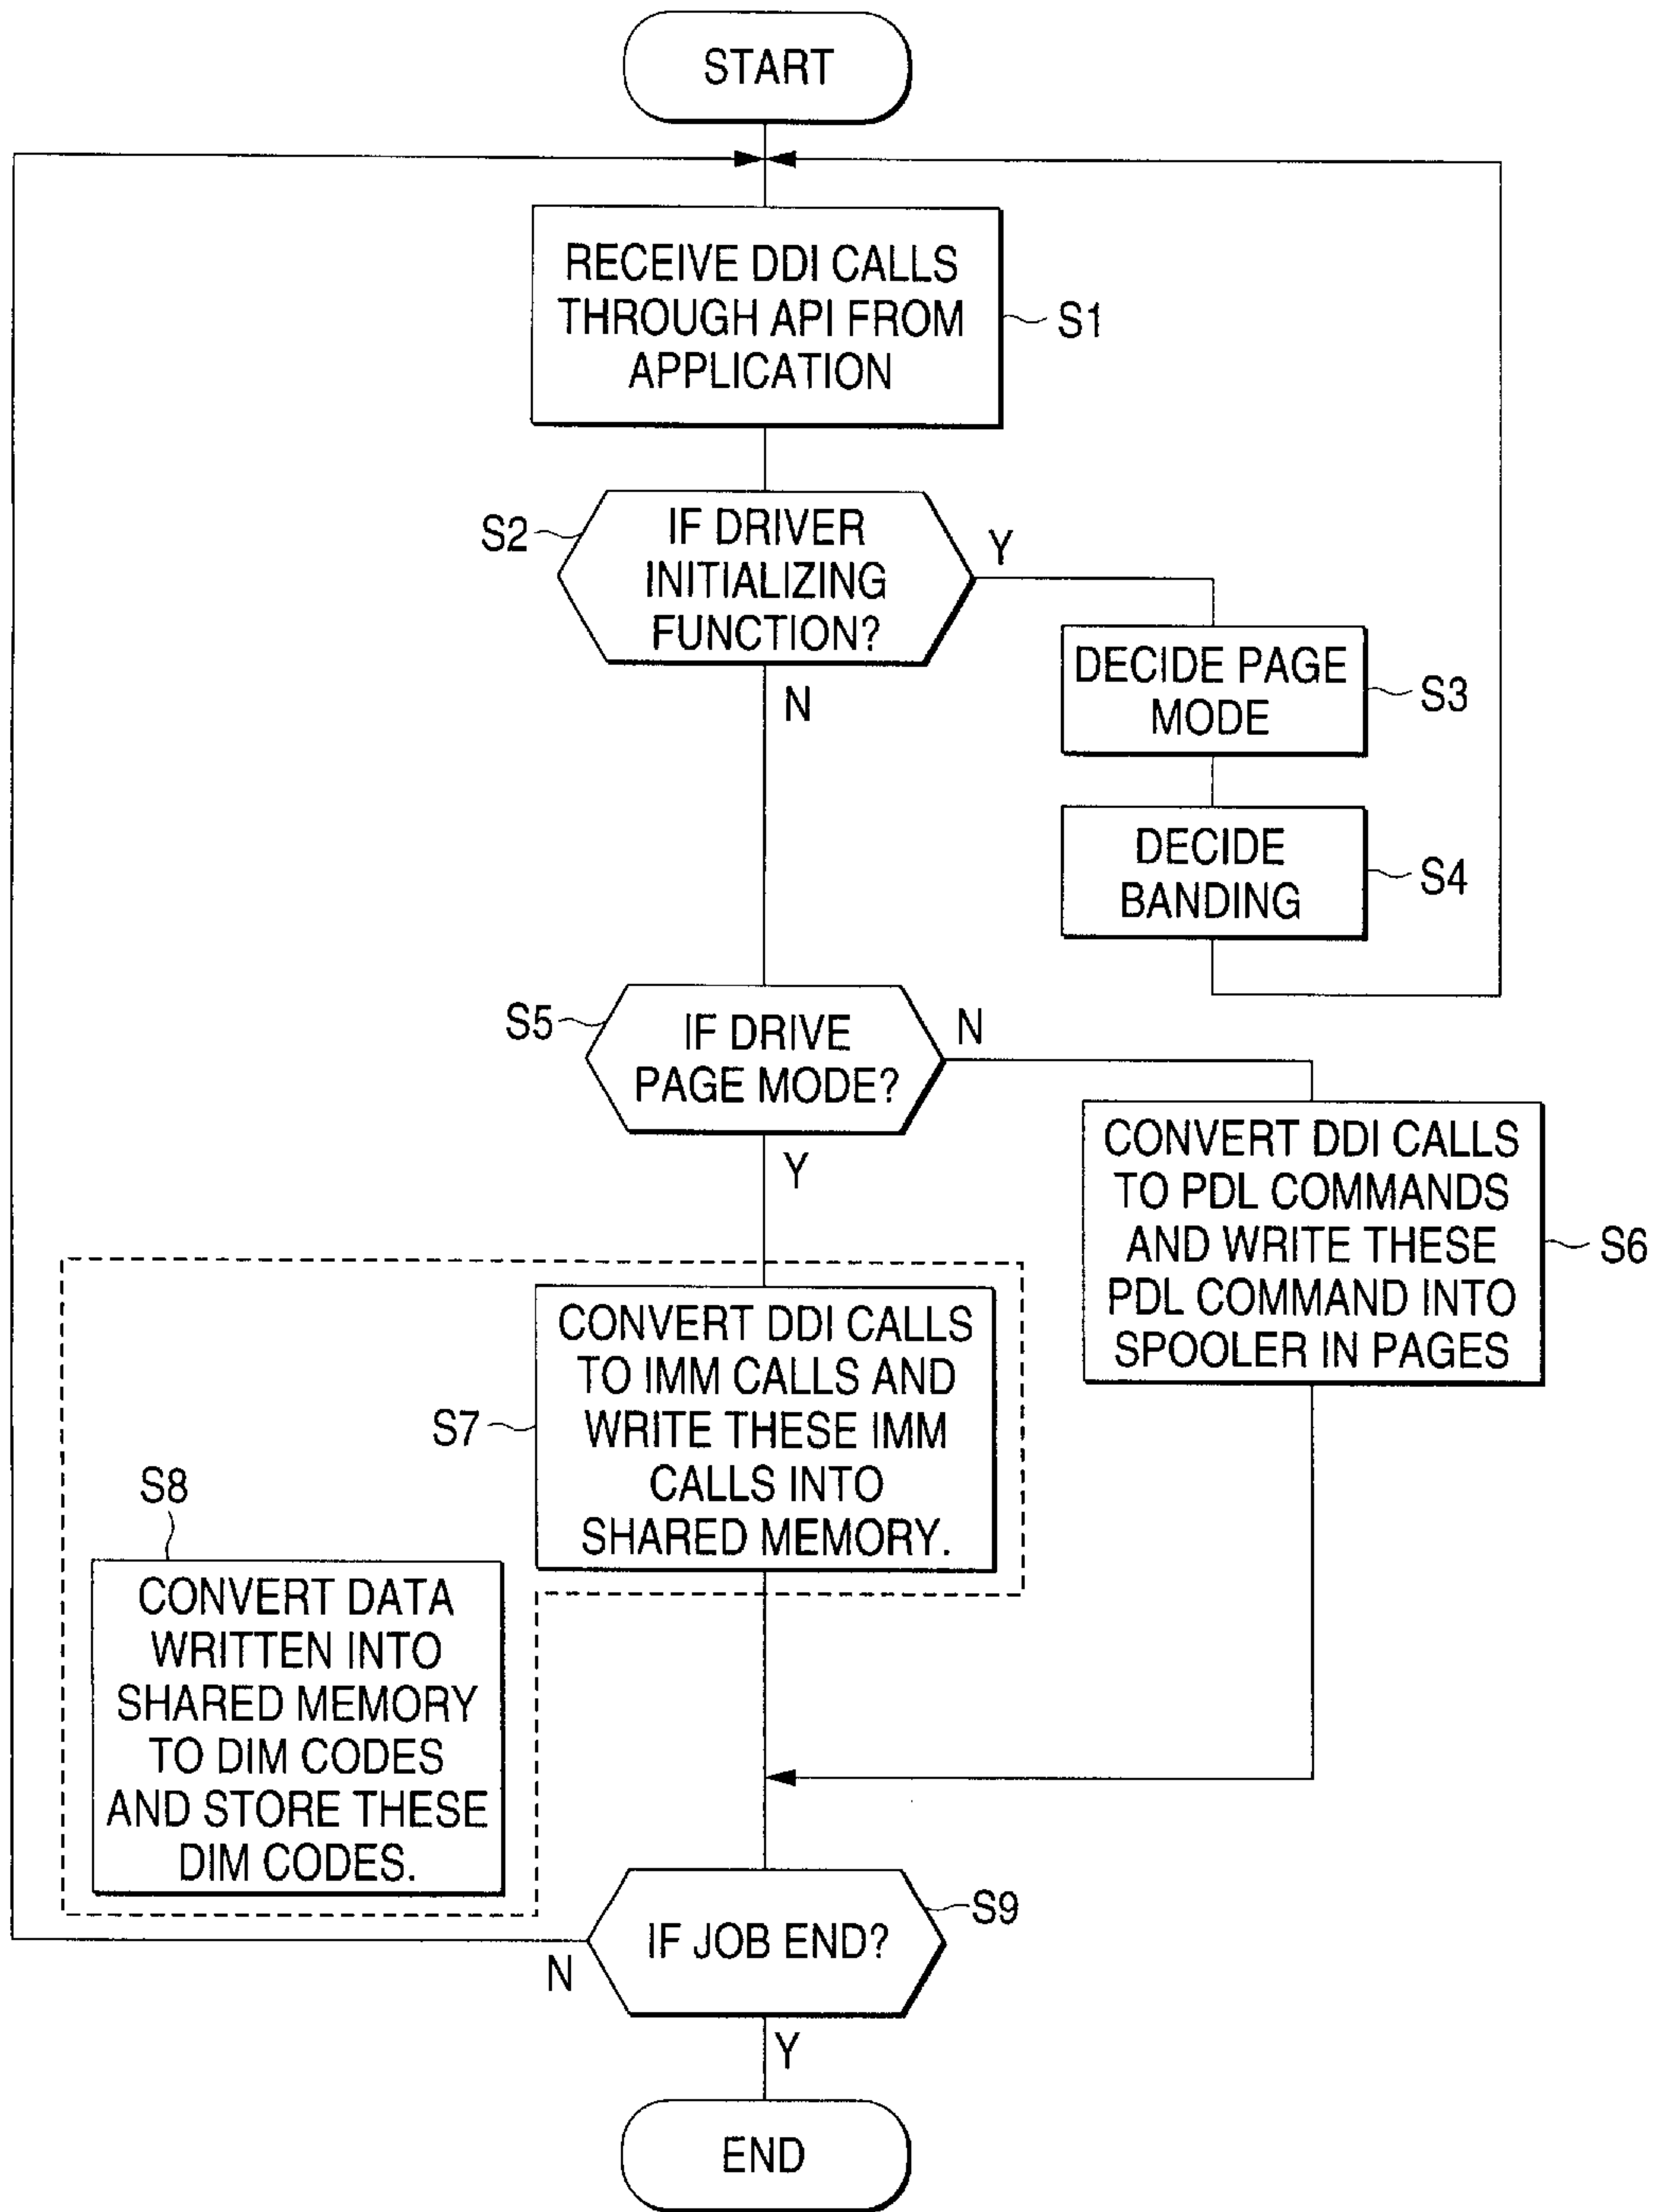 START
RECEIVE DDI CALLS
THROUGH API FROM
APPLICATION
S1
S2
IF DRIVER
INITIALIZING
FUNCTION?
Y
N
DECIDE PAGE
MODE
S3
DECIDE
BANDING
S4
S5
IF DRIVE
PAGE MODE?
N
Y
CONVERT DDI CALLS
TO PDL COMMANDS
AND WRITE THESE
PDL COMMAND INTO
SPOOLER IN PAGES
S6
CONVERT DDI CALLS
TO IMM CALLS AND
WRITE THESE IMM
CALLS INTO
SHARED MEMORY.
S7
S8
CONVERT DATA
WRITTEN INTO
SHARED MEMORY
TO DIM CODES
AND STORE THESE
DIM CODES.
IF JOB END?
S9
N
Y
END